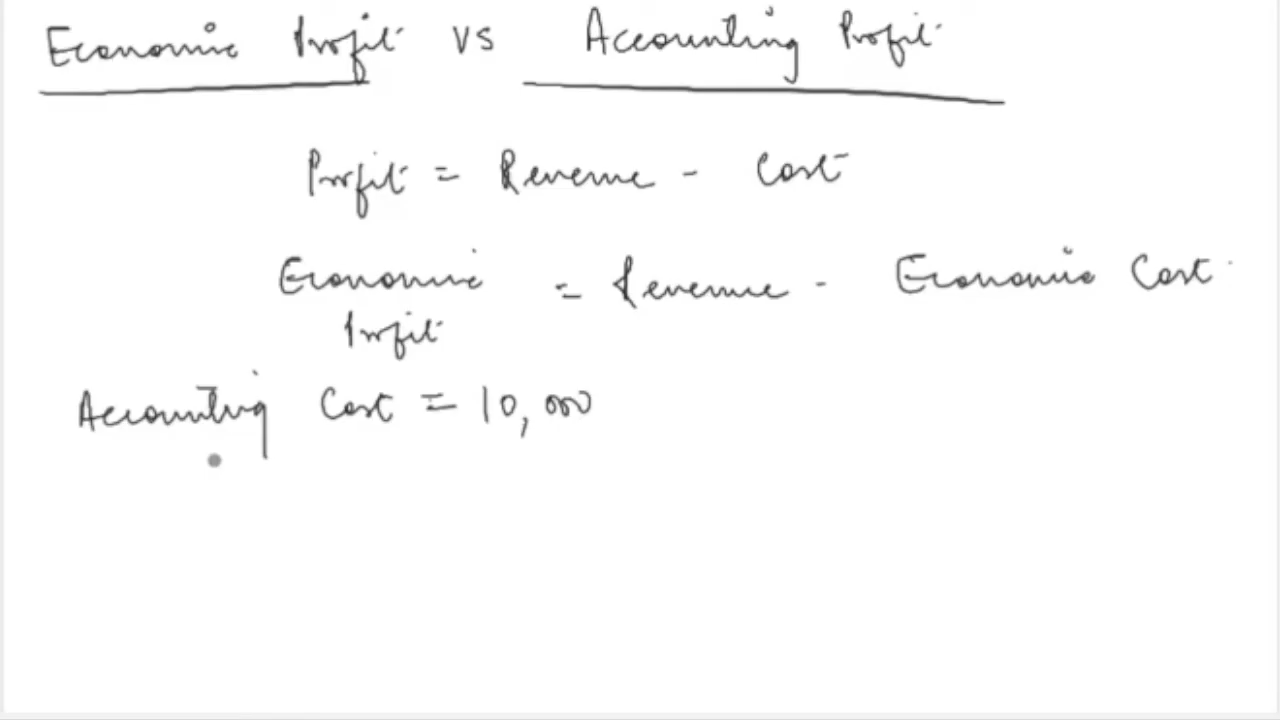 Economic Profit vs Accounting Profit
Profit = Revenue - Cost
Economic Profit = Revenue - Economic Cost
Accounting Cost = 10,000